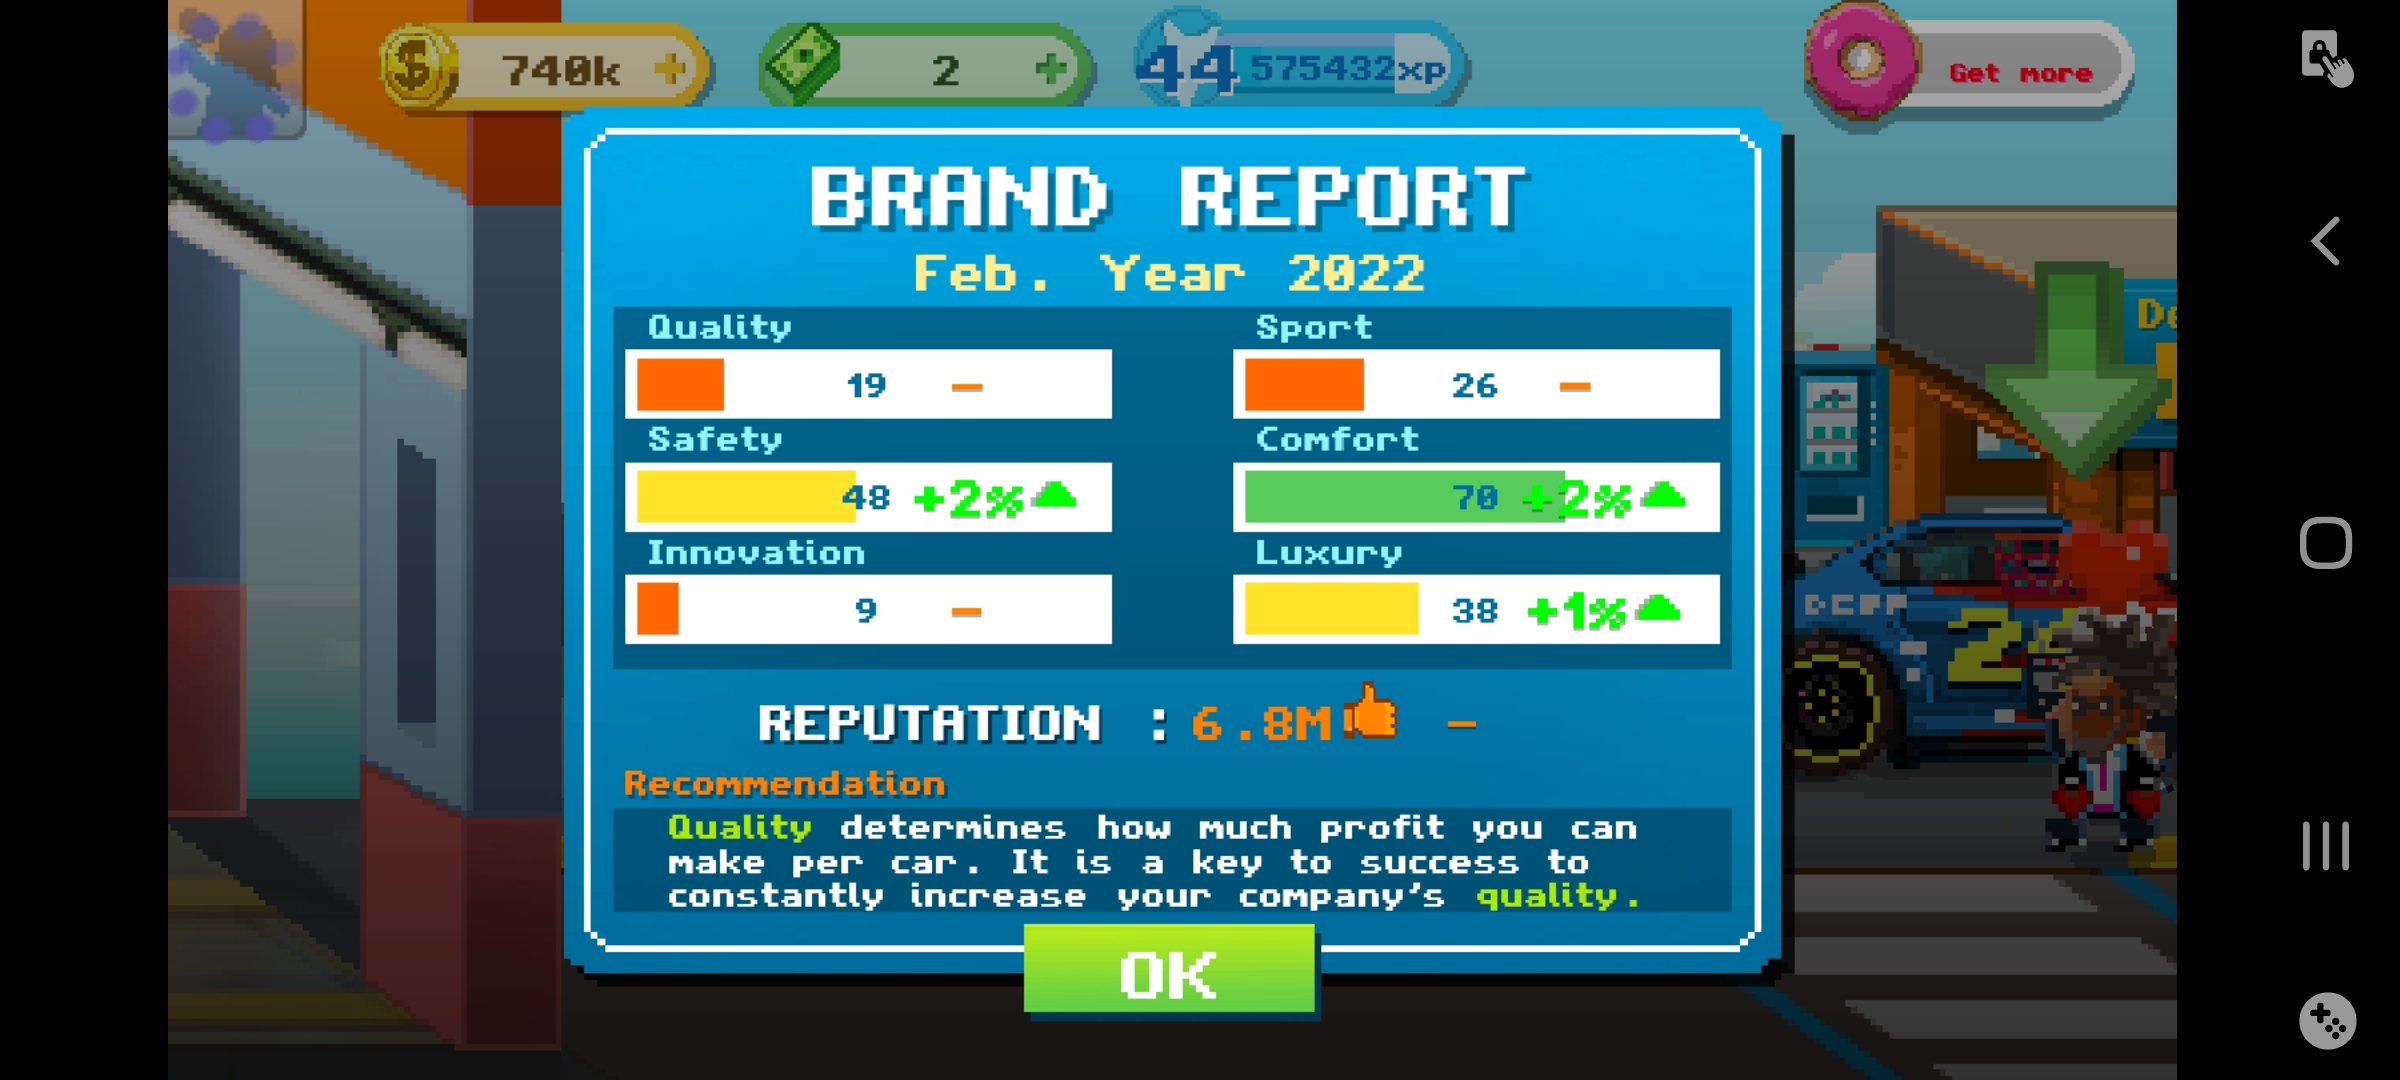 740k +
2 +
44 575432xp
Get more
BRAND REPORT
Feb. Year 2022
Quality
Sport
19 –
26 –
Safety
Comfort
48 +2%
70 +2%
Innovation
Luxury
9 –
38 +1%
REPUTATION : 6.8M –
Recommendation
Quality determines how much profit you can
make per car. It is a key to success to
constantly increase your company's quality.
OK